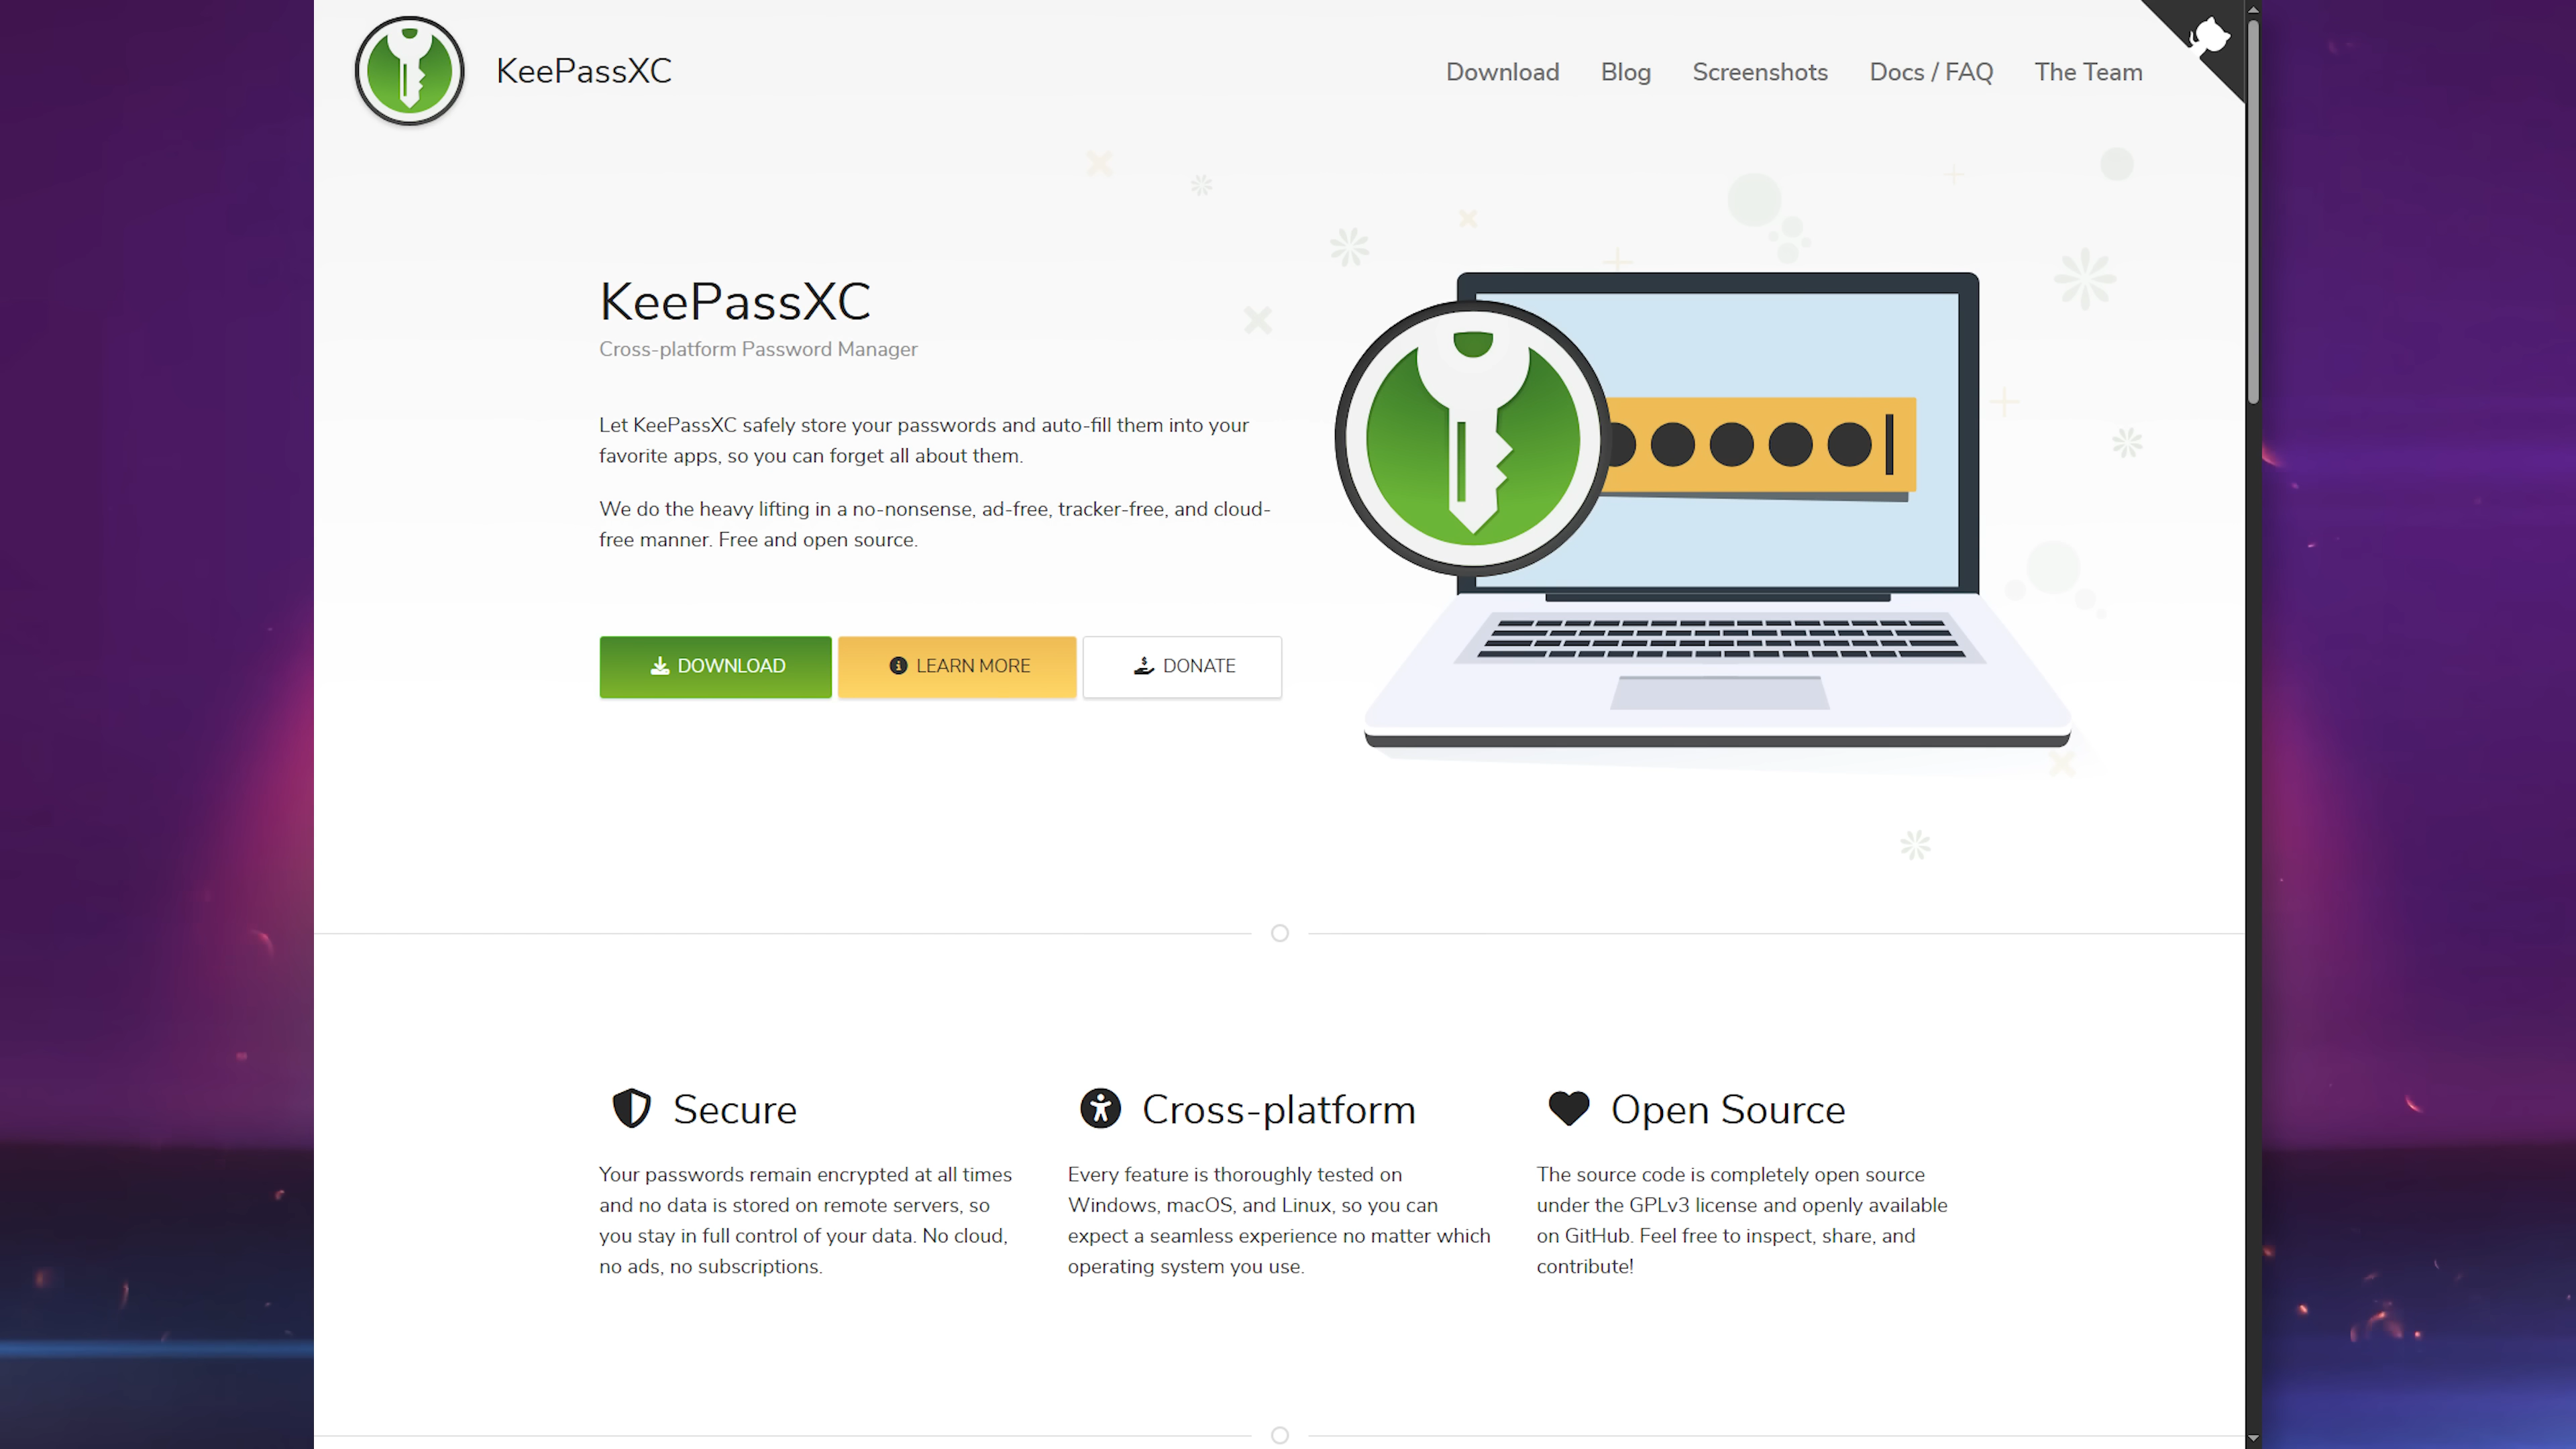 KeePassXC
Download Blog Screenshots Docs / FAQ The Team
KeePassXC
Cross-platform Password Manager
Let KeePassXC safely store your passwords and auto-fill them into your
favorite apps, so you can forget all about them.
We do the heavy lifting in a no-nonsense, ad-free, tracker-free, and cloud-
free manner. Free and open source.
DOWNLOAD LEARN MORE DONATE
Secure
Your passwords remain encrypted at all times
and no data is stored on remote servers, so
you stay in full control of your data. No cloud,
no ads, no subscriptions.
Cross-platform
Every feature is thoroughly tested on
Windows, macOS, and Linux, so you can
expect a seamless experience no matter which
operating system you use.
Open Source
The source code is completely open source
under the GPLv3 license and openly available
on GitHub. Feel free to inspect, share, and
contribute!